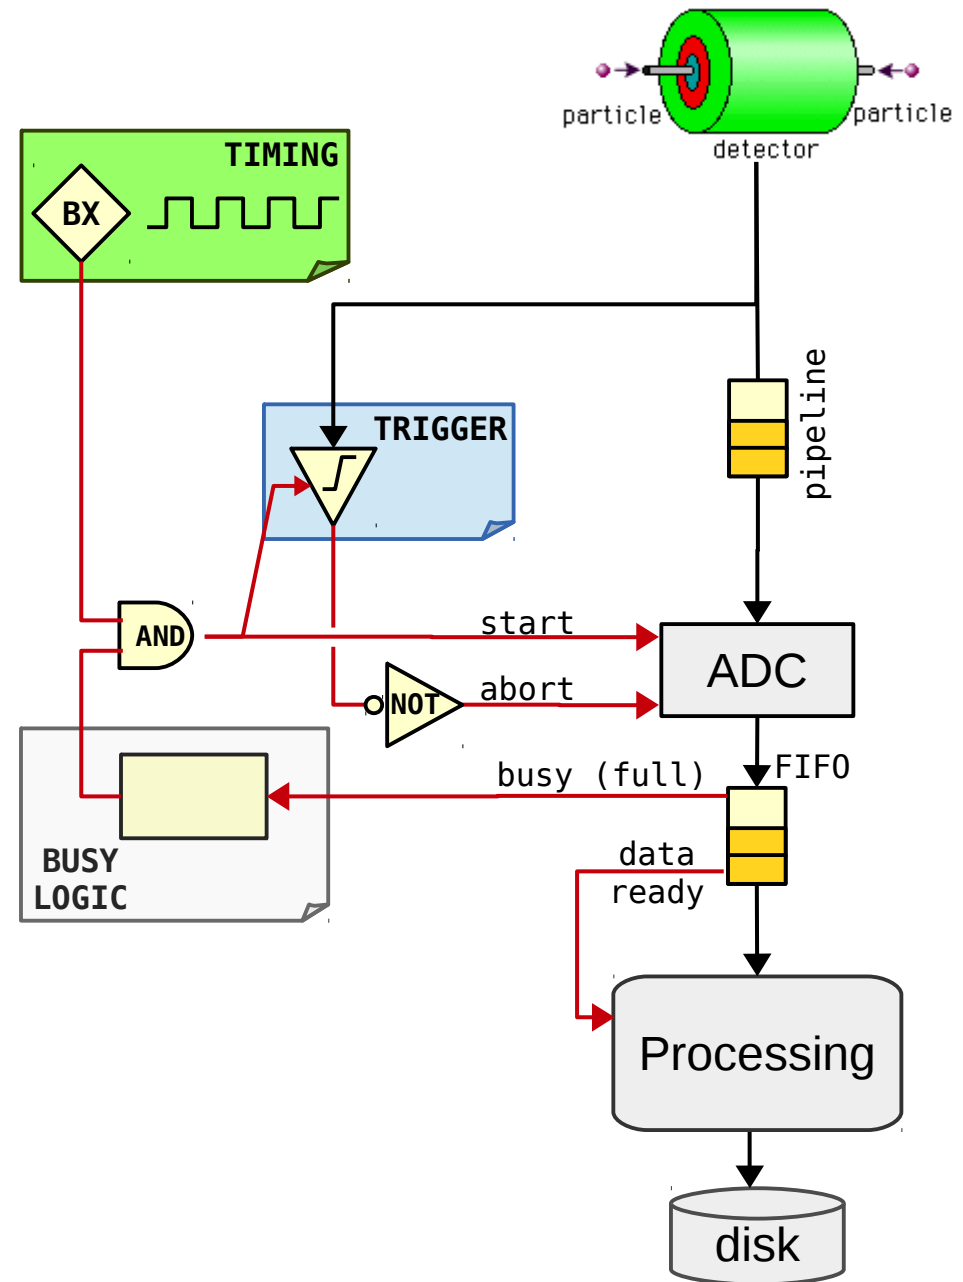 particle
particle
detector
TIMING
BX
pipeline
TRIGGER
AND
start
ADC
NOT
abort
FIFO
busy (full)
BUSY
LOGIC
data
ready
Processing
disk